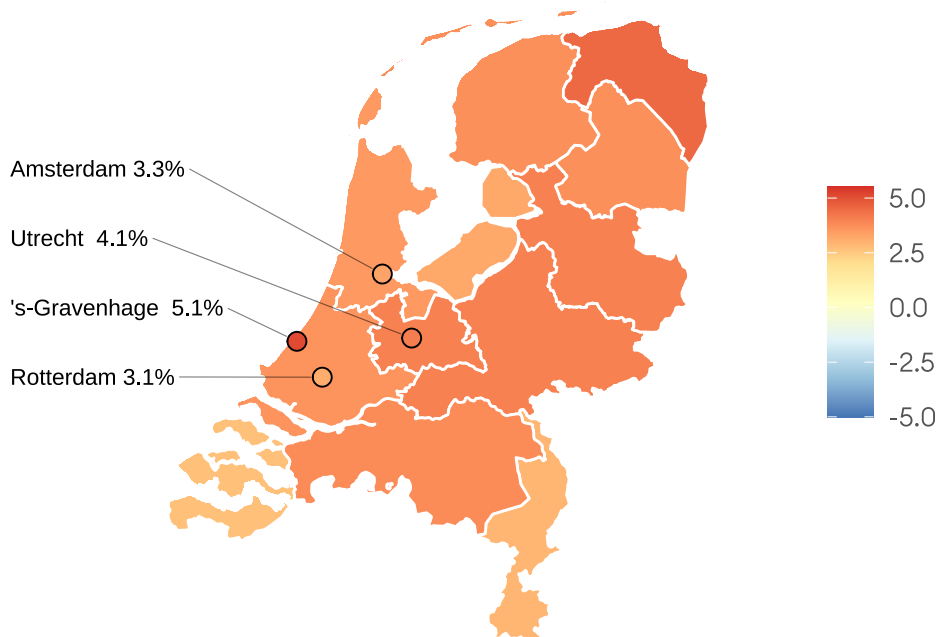 Amsterdam 3.3%
Utrecht 4.1%
's-Gravenhage 5.1%
Rotterdam 3.1%
5.0
2.5
0.0
-2.5
-5.0